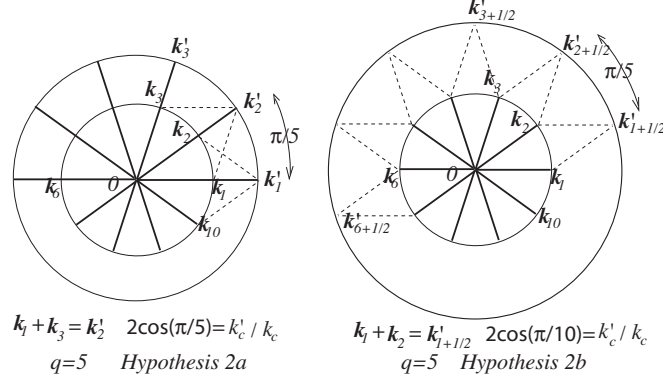 k'3
k3
k'2
k2
π/5
k6
0
k1
k'1
k10
k1 + k3 = k'2 2cos(π/5) = k'c / kc
q=5 Hypothesis 2a
k'3+1/2
k'2+1/2
π/5
k3
k2
k'1+1/2
k6
0
k1
k'6+1/2
k10
k1 + k2 = k'1+1/2 2cos(π/10) = k'c / kc
q=5 Hypothesis 2b